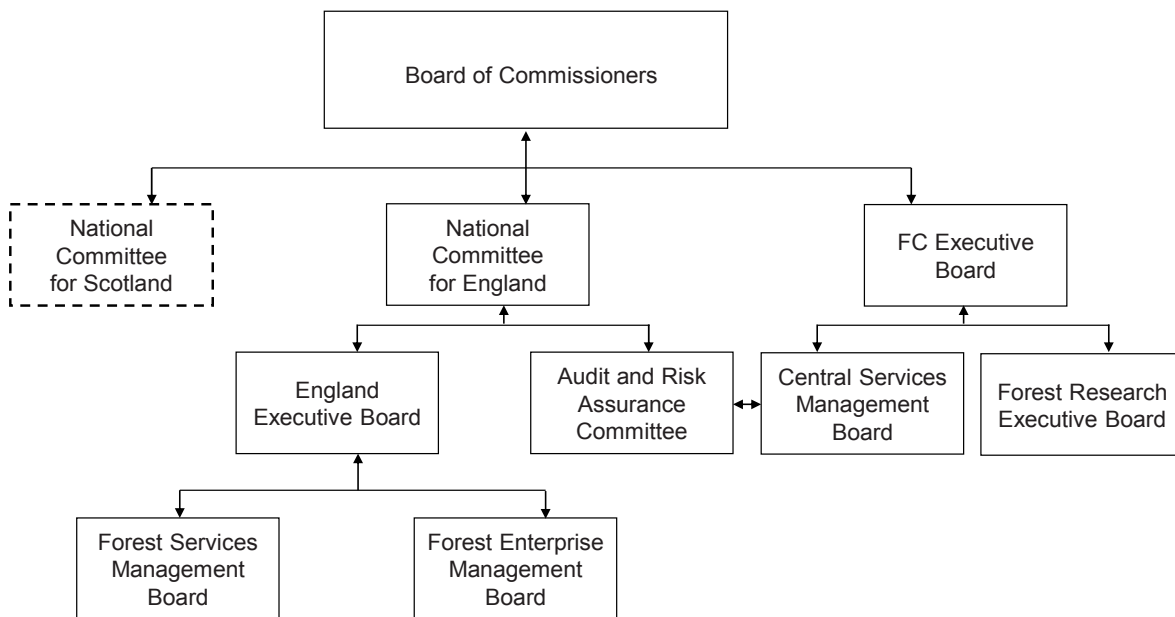 Board of Commissioners
National
Committee
for Scotland
National
Committee
for England
FC Executive
Board
England
Executive Board
Audit and Risk
Assurance
Committee
Central Services
Management
Board
Forest Research
Executive Board
Forest Services
Management
Board
Forest Enterprise
Management
Board